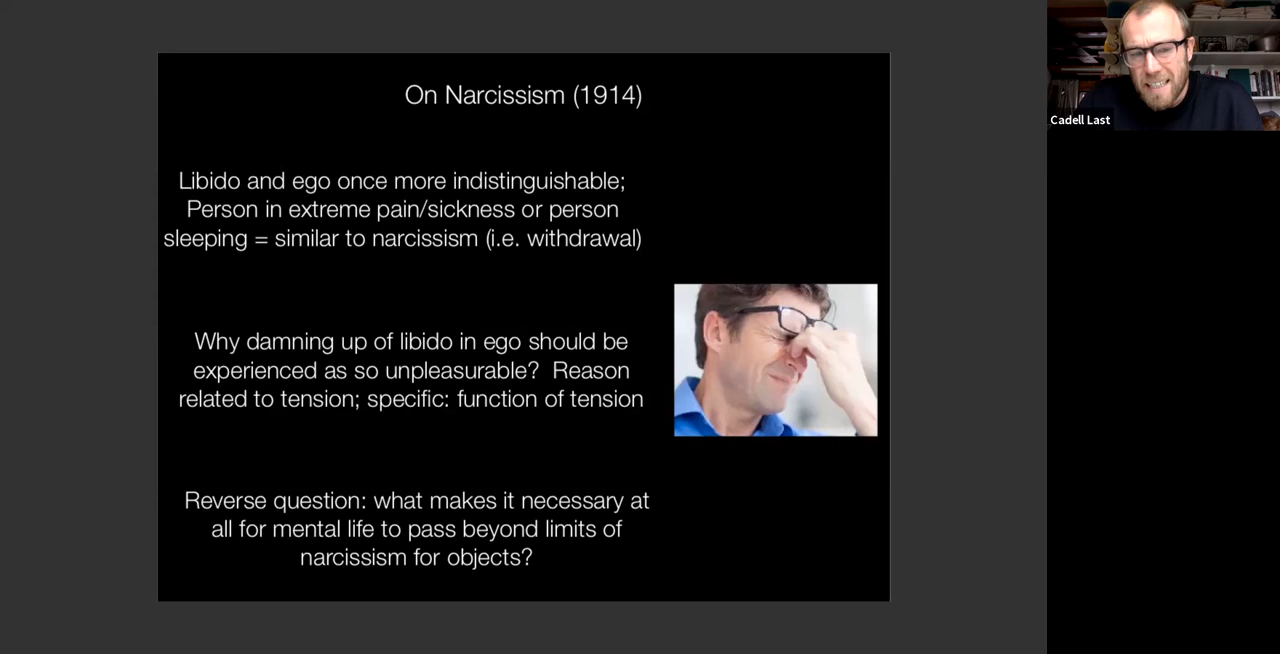 On Narcissism (1914)
Libido and ego once more indistinguishable;
Person in extreme pain/sickness or person
sleeping = similar to narcissism (i.e. withdrawal)
Why damning up of libido in ego should be
experienced as so unpleasurable? Reason
related to tension; specific: function of tension
Reverse question: what makes it necessary at
all for mental life to pass beyond limits of
narcissism for objects?
Cadell Last